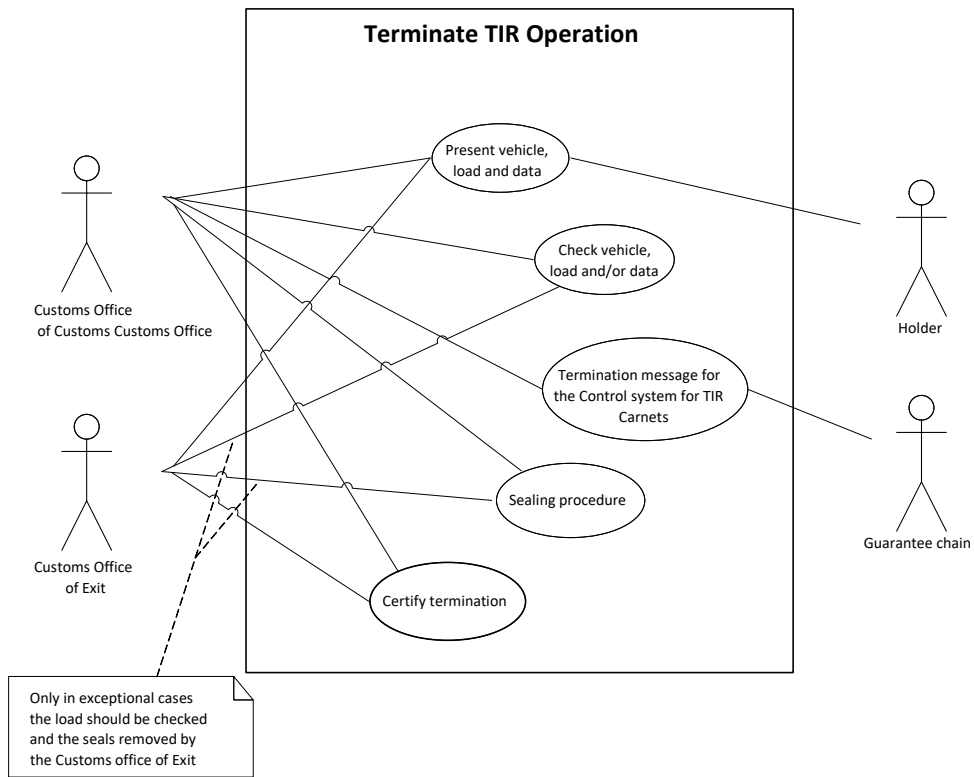 Terminate TIR Operation
Present vehicle,
load and data
Check vehicle,
load and/or data
Customs Office
of Customs Customs Office
Holder
Termination message for
the Control system for TIR
Carnets
Sealing procedure
Guarantee chain
Customs Office
of Exit
Certify termination
Only in exceptional cases
the load should be checked
and the seals removed by
the Customs office of Exit